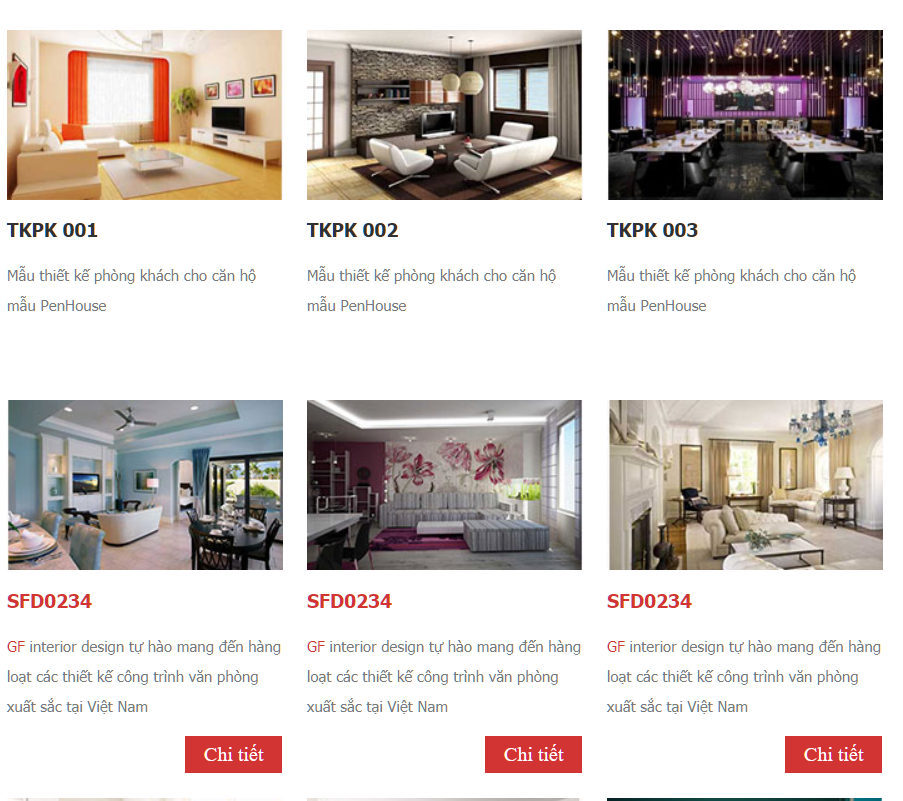 TKPK 001
TKPK 002
TKPK 003
Mẫu thiết kế phòng khách cho căn hộ
mẫu PenHouse
Mẫu thiết kế phòng khách cho căn hộ
mẫu PenHouse
Mẫu thiết kế phòng khách cho căn hộ
mẫu PenHouse
SFD0234
SFD0234
SFD0234
GF interior design tự hào mang đến hàng
loạt các thiết kế công trình văn phòng
xuất sắc tại Việt Nam
GF interior design tự hào mang đến hàng
loạt các thiết kế công trình văn phòng
xuất sắc tại Việt Nam
GF interior design tự hào mang đến hàng
loạt các thiết kế công trình văn phòng
xuất sắc tại Việt Nam
Chi tiết
Chi tiết
Chi tiết